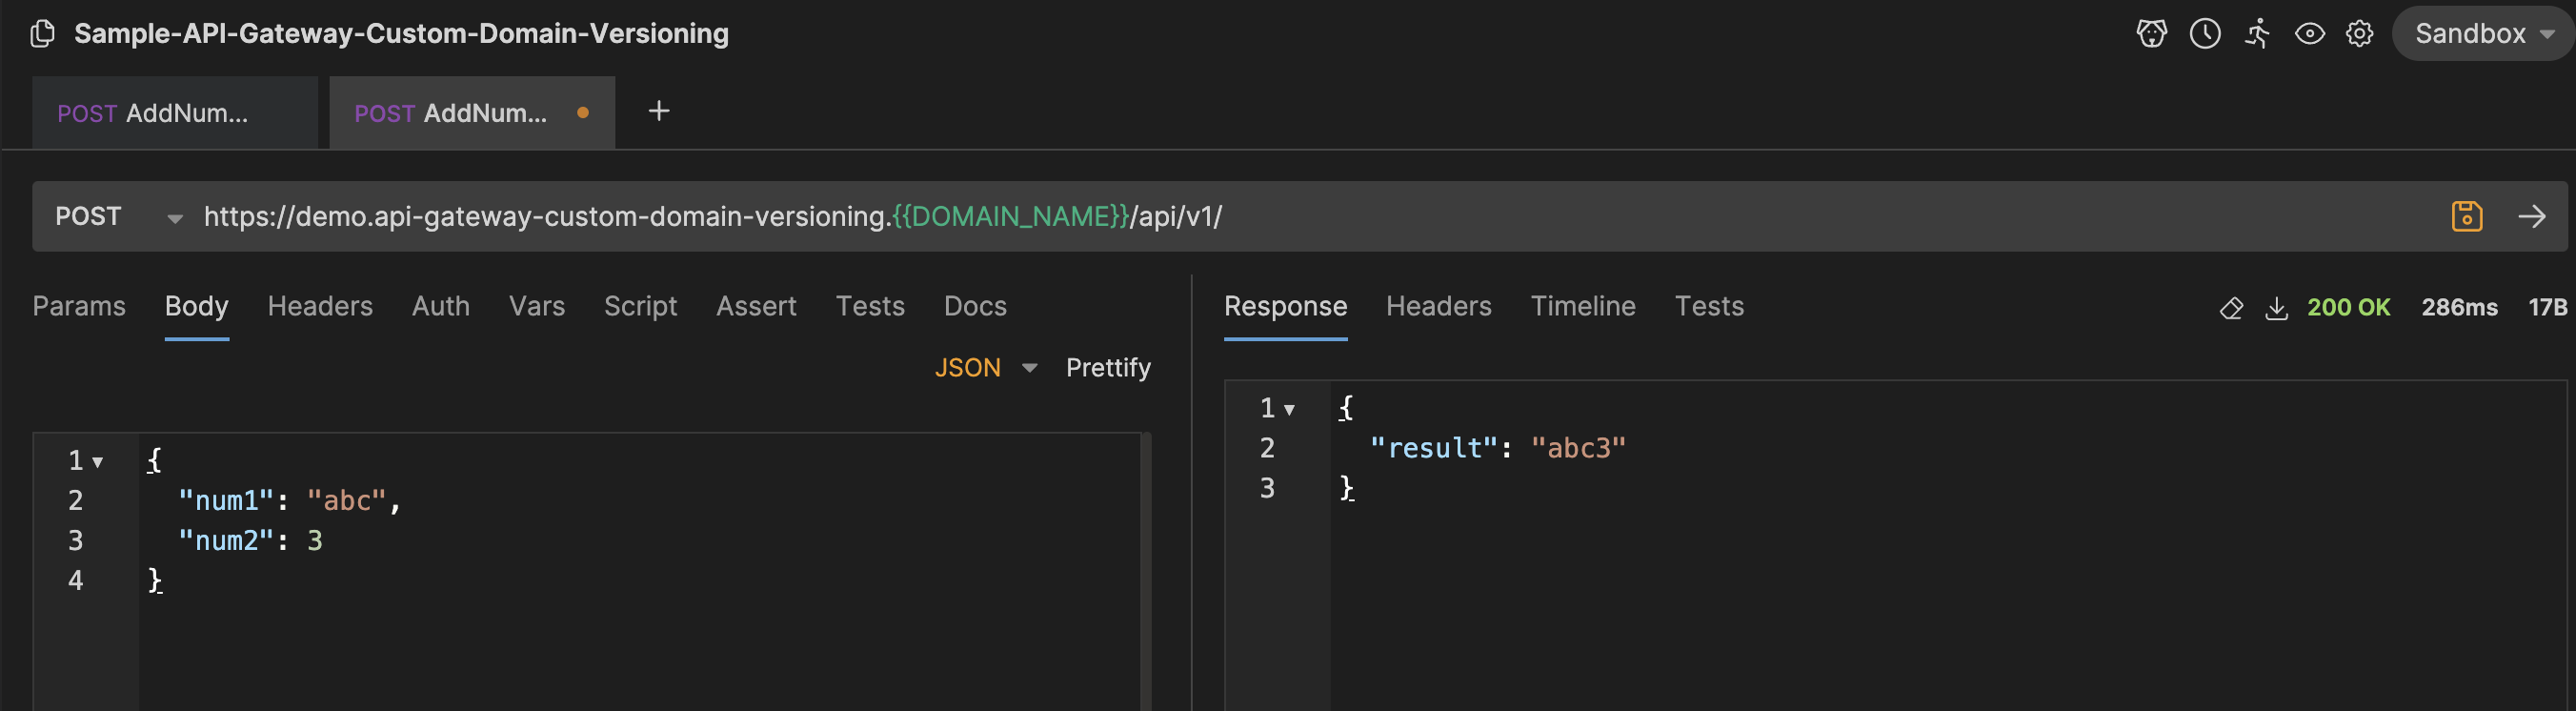 Sample-API-Gateway-Custom-Domain-Versioning
Sandbox
POST AddNum...
POST AddNum...
+
POST https://demo.api-gateway-custom-domain-versioning.{{DOMAIN_NAME}}/api/v1/
Params Body Headers Auth Vars Script Assert Tests Docs
JSON Prettify
1 {
2 "num1": "abc",
3 "num2": 3
4 }
Response Headers Timeline Tests
200 OK 286ms 17B
1 {
2 "result": "abc3"
3 }